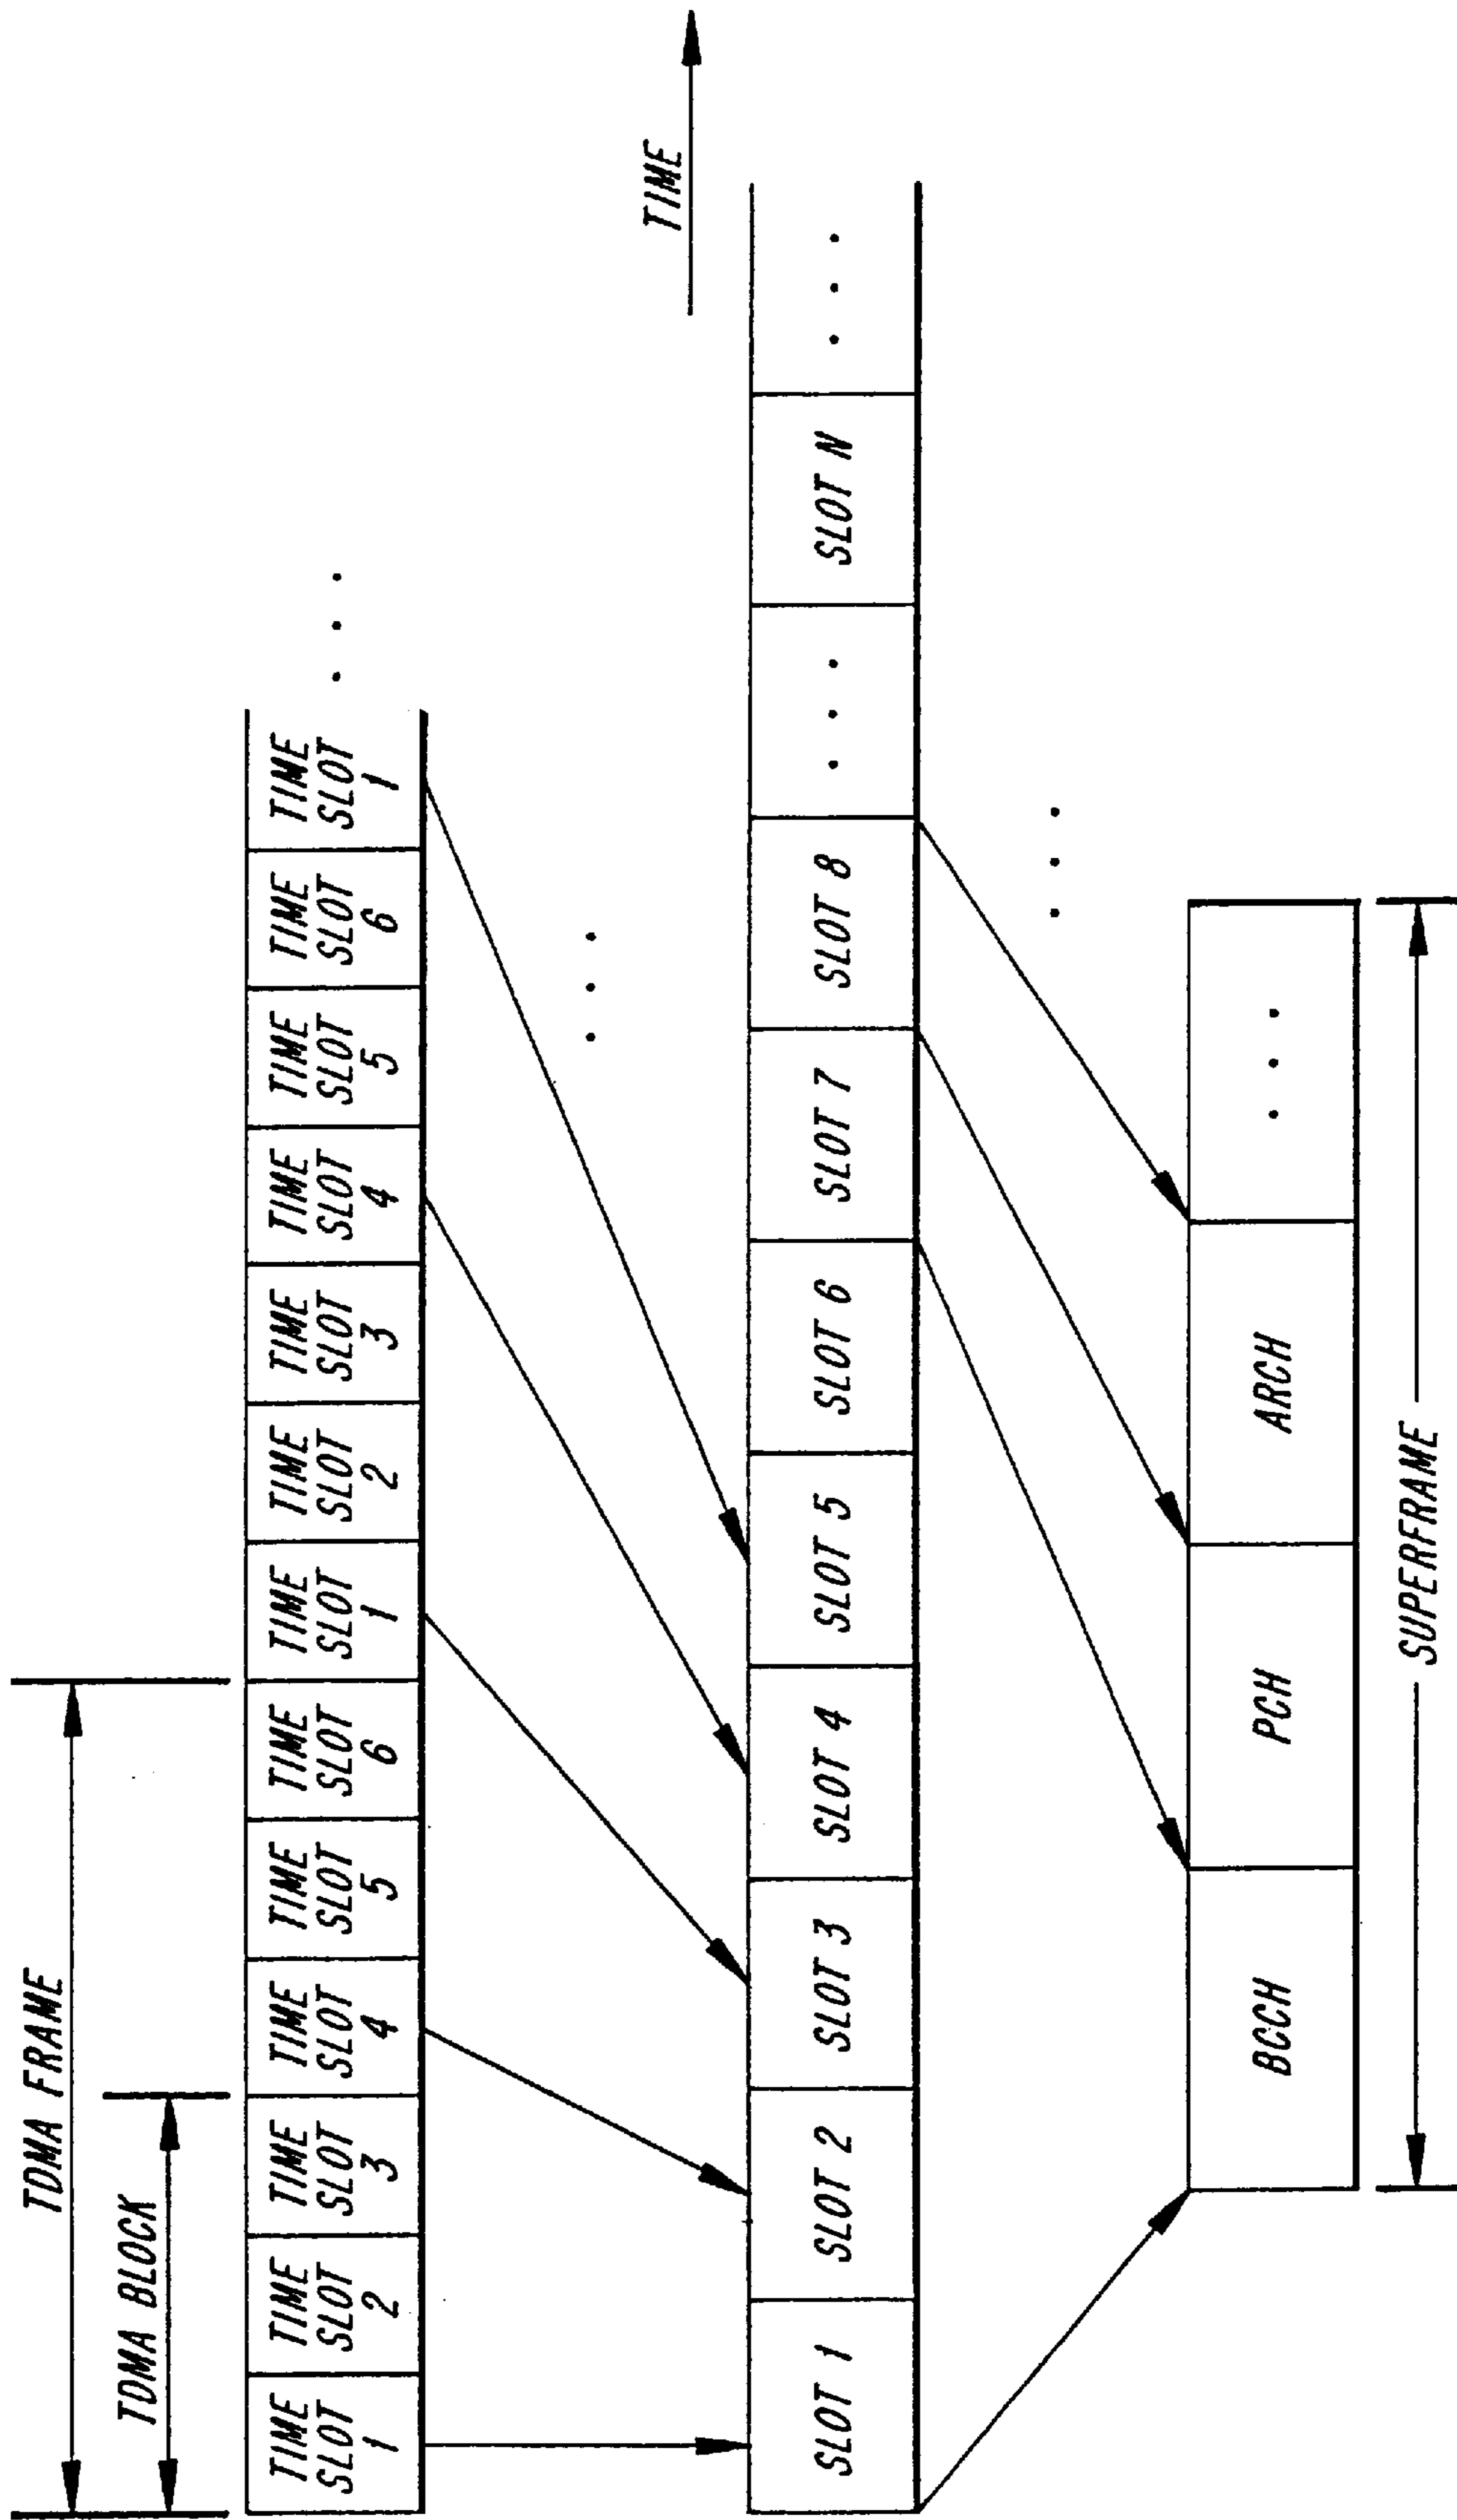 TDMA FRAME
TDMA BLOCK
TIME SLOT 1
TIME SLOT 2
TIME SLOT 3
TIME SLOT 4
TIME SLOT 5
TIME SLOT 6
TIME SLOT 1
TIME SLOT 2
TIME SLOT 3
TIME SLOT 4
TIME SLOT 5
TIME SLOT 6
TIME SLOT 1
. . .
. . .
TIME
SLOT 1
SLOT 2
SLOT 3
SLOT 4
SLOT 5
SLOT 6
SLOT 7
SLOT 8
. . .
SLOT N
. . .
. . .
BCCH
PCH
ARCH
. . .
SUPERFRAME